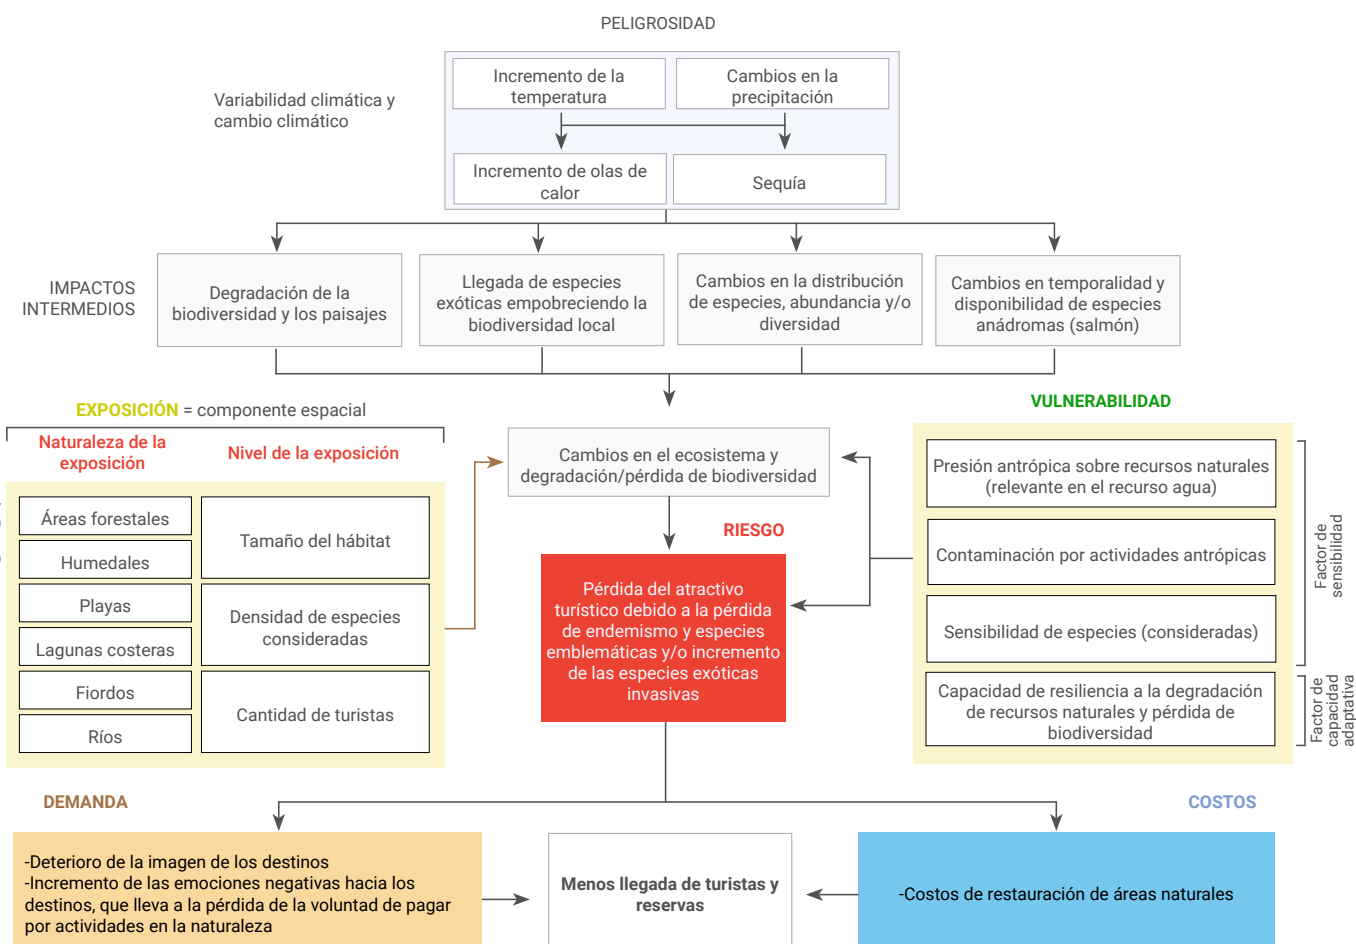 PELIGROSIDAD
Variabilidad climática y
cambio climático
Incremento de la
temperatura
Cambios en la
precipitación
Incremento de olas de
calor
Sequía
IMPACTOS
INTERMEDIOS
Degradación de la
biodiversidad y los paisajes
Llegada de especies
exóticas empobreciendo la
biodiversidad local
Cambios en la distribución
de especies, abundancia y/o
diversidad
Cambios en temporalidad y
disponibilidad de especies
anádromas (salmón)
EXPOSICIÓN = componente espacial
Naturaleza de la
exposición
Nivel de la exposición
Áreas forestales
Humedales
Playas
Lagunas costeras
Fiordos
Ríos
Tamaño del hábitat
Densidad de especies
consideradas
Cantidad de turistas
Cambios en el ecosistema y
degradación/pérdida de biodiversidad
RIESGO
Pérdida del atractivo
turístico debido a la pérdida
de endemismo y especies
emblemáticas y/o incremento
de las especies exóticas
invasivas
VULNERABILIDAD
Presión antrópica sobre recursos naturales
(relevante en el recurso agua)
Contaminación por actividades antrópicas
Sensibilidad de especies (consideradas)
Capacidad de resiliencia a la degradación
de recursos naturales y pérdida de
biodiversidad
Factor de
sensibilidad
Factor de
capacidad
adaptativa
DEMANDA
-Deterioro de la imagen de los destinos
-Incremento de las emociones negativas hacia los
destinos, que lleva a la pérdida de la voluntad de pagar
por actividades en la naturaleza
Menos llegada de turistas y
reservas
COSTOS
-Costos de restauración de áreas naturales